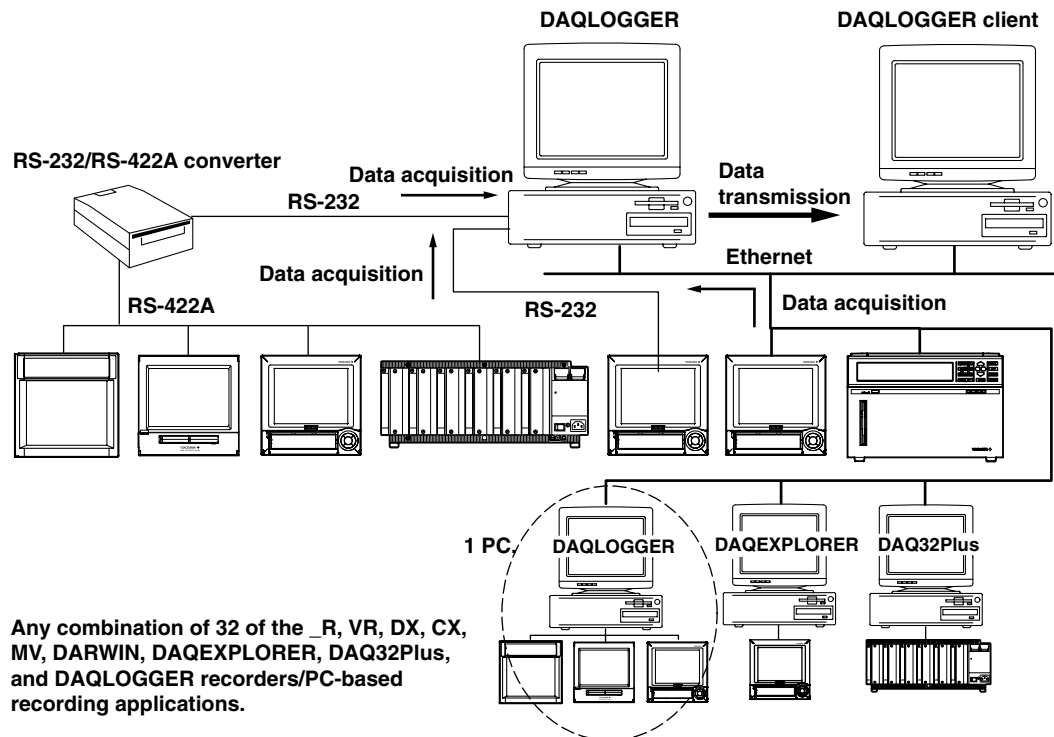 DAQLOGGER
DAQLOGGER client
RS-232/RS-422A converter
Data acquisition
RS-232
Data
transmission
Data acquisition
Ethernet
RS-422A
RS-232
Data acquisition
1 PC.
DAQLOGGER
DAQEXPLORER
DAQ32Plus
Any combination of 32 of the _R, VR, DX, CX,
MV, DARWIN, DAQEXPLORER, DAQ32Plus,
and DAQLOGGER recorders/PC-based
recording applications.